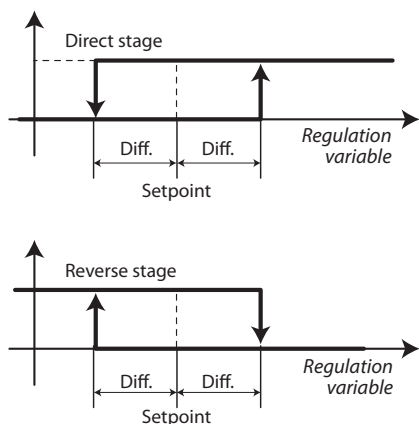 Direct stage
Diff.
Diff.
Regulation
variable
Setpoint
Reverse stage
Diff.
Diff.
Regulation
variable
Setpoint